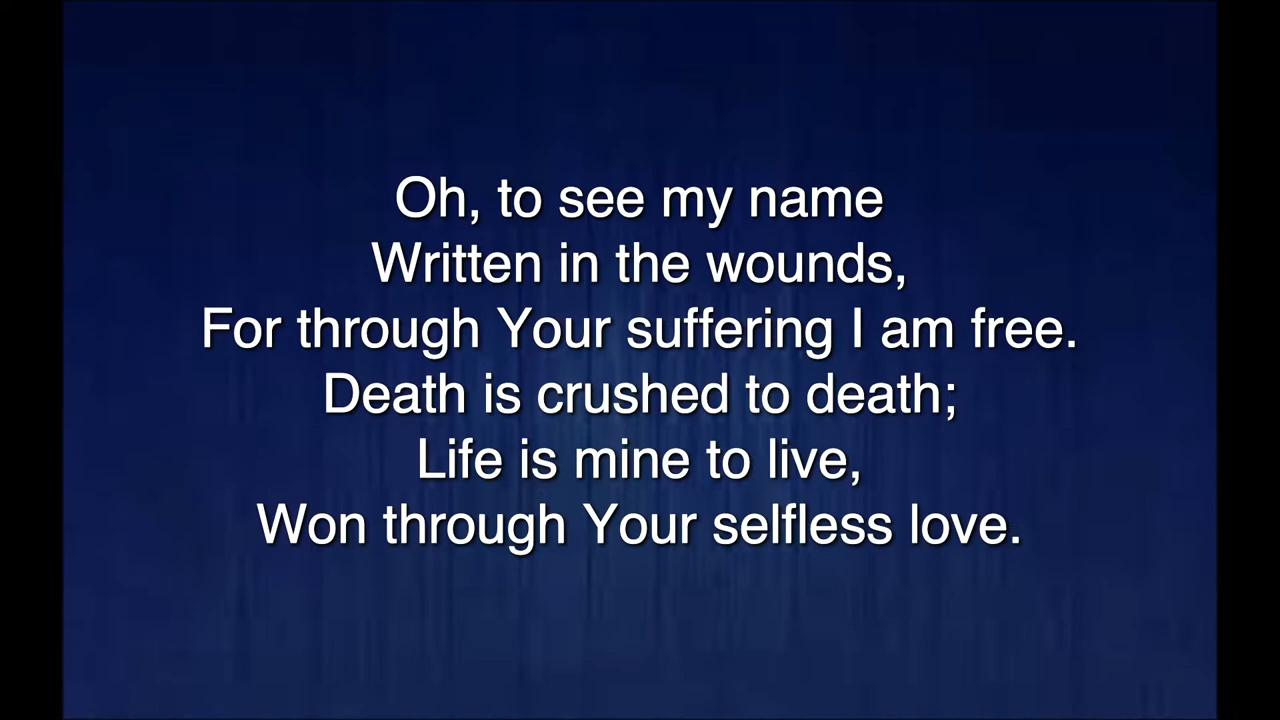 Oh, to see my name
Written in the wounds,
For through Your suffering I am free.
Death is crushed to death;
Life is mine to live,
Won through Your selfless love.